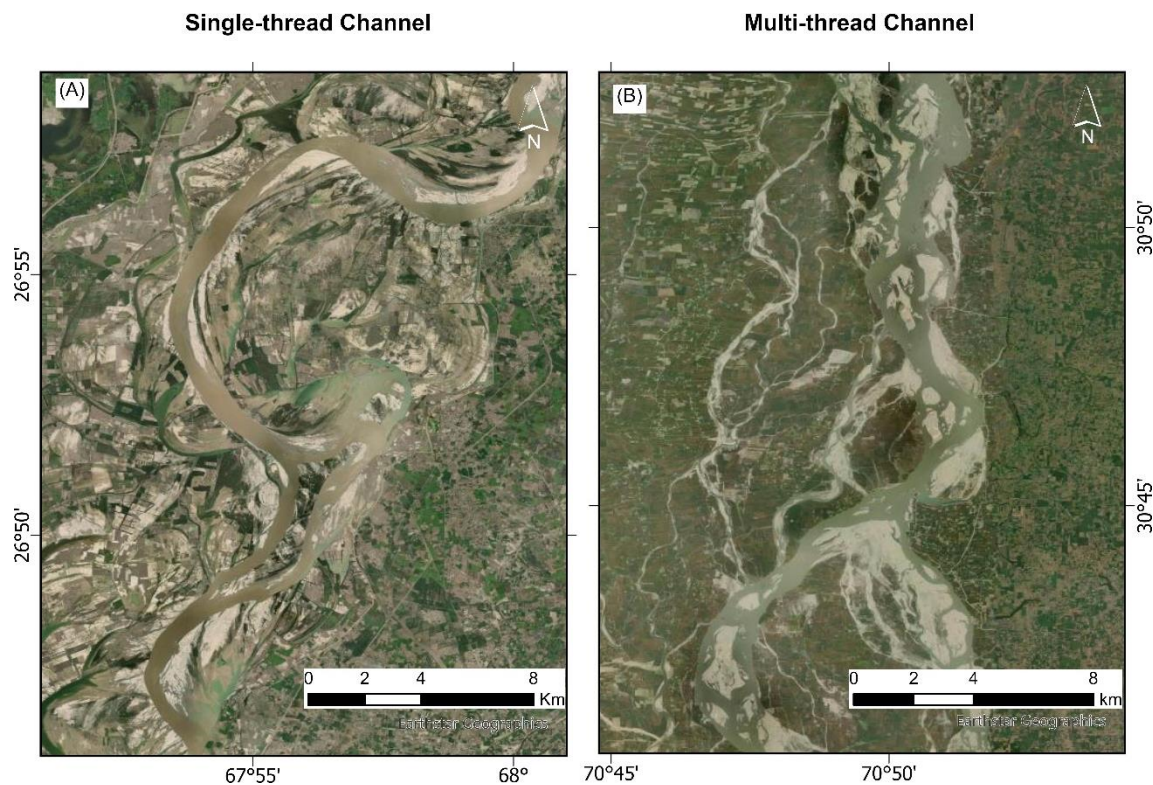 Single-thread Channel
Multi-thread Channel
(A)
N
26°55'
26°50'
0 2 4 8
Km
Earthstar Geographics
67°55' 68°
(B)
N
30°50'
30°45'
0 2 4 8
km
Earthstar Geographics
70°45' 70°50'